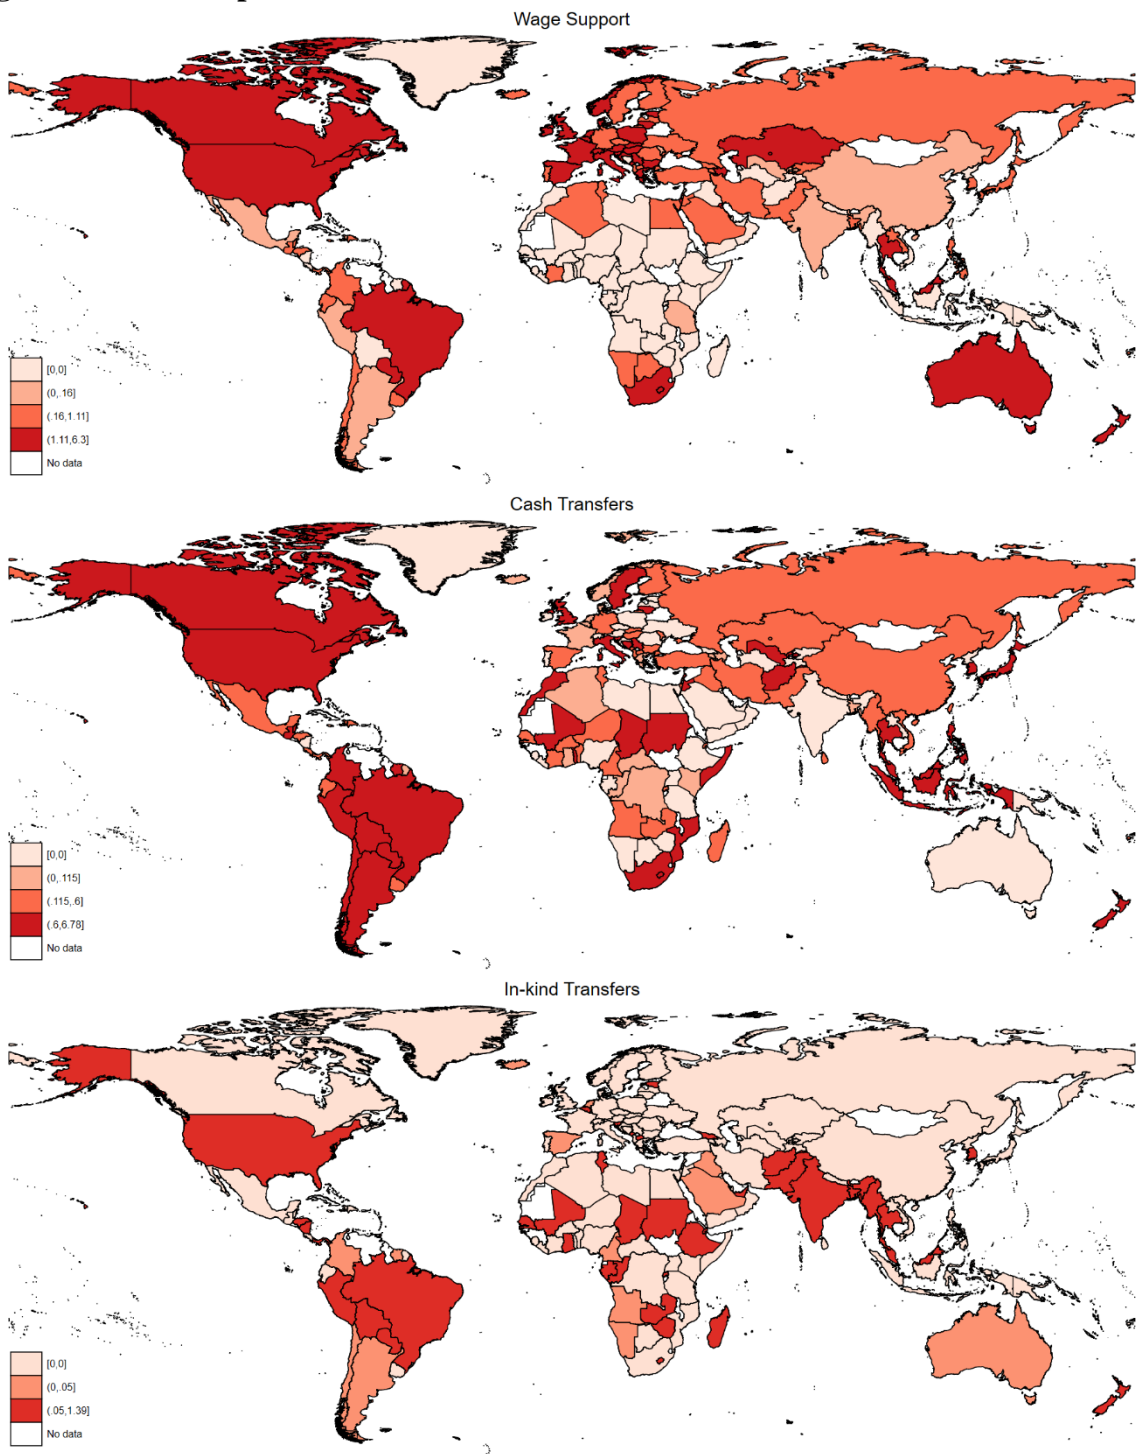 Wage Support
[0,0]
(0,.16]
(.16,1.11]
(1.11,6.3]
No data
Cash Transfers
[0,0]
(0,.115]
(.115,.6]
(.6,6.78]
No data
In-kind Transfers
[0,0]
(0,.05]
(.05,1.39]
No data